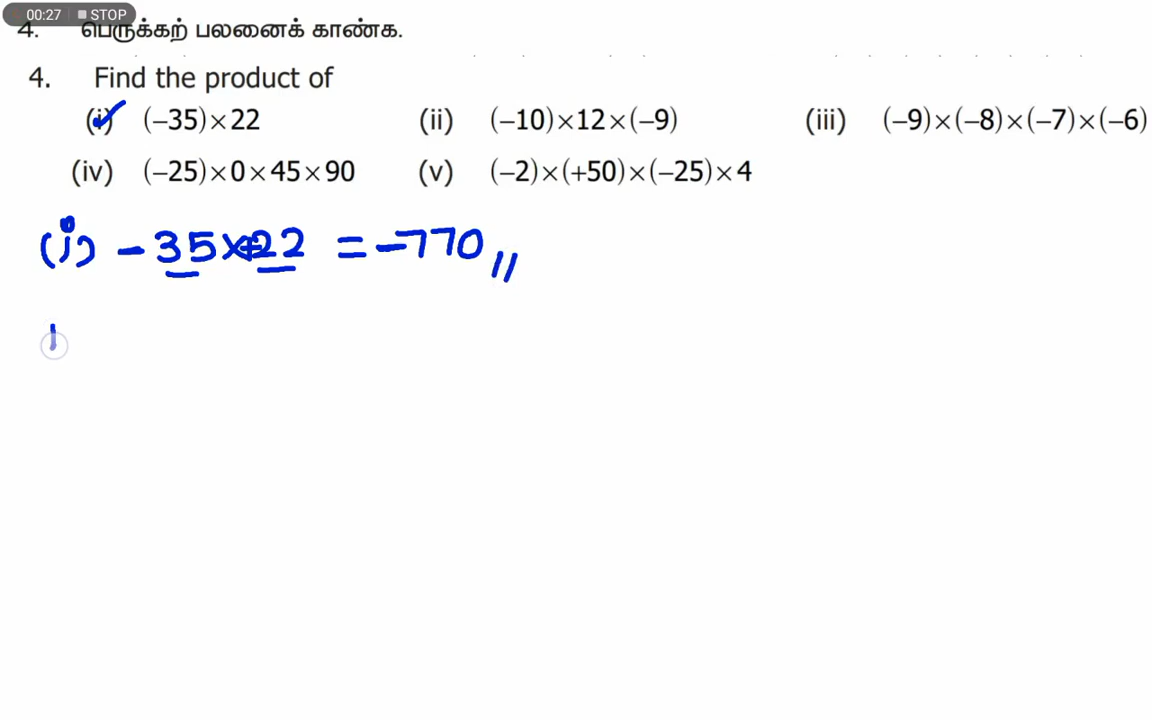 00:27 STOP
4. பெருக்கற் பலனைக் காண்க.
4. Find the product of
(i) (–35)×22 (ii) (–10)×12×(–9) (iii) (–9)×(–8)×(–7)×(–6)
(iv) (–25)×0×45×90 (v) (–2)×(+50)×(–25)×4
(i) -35×+22 = -770 //